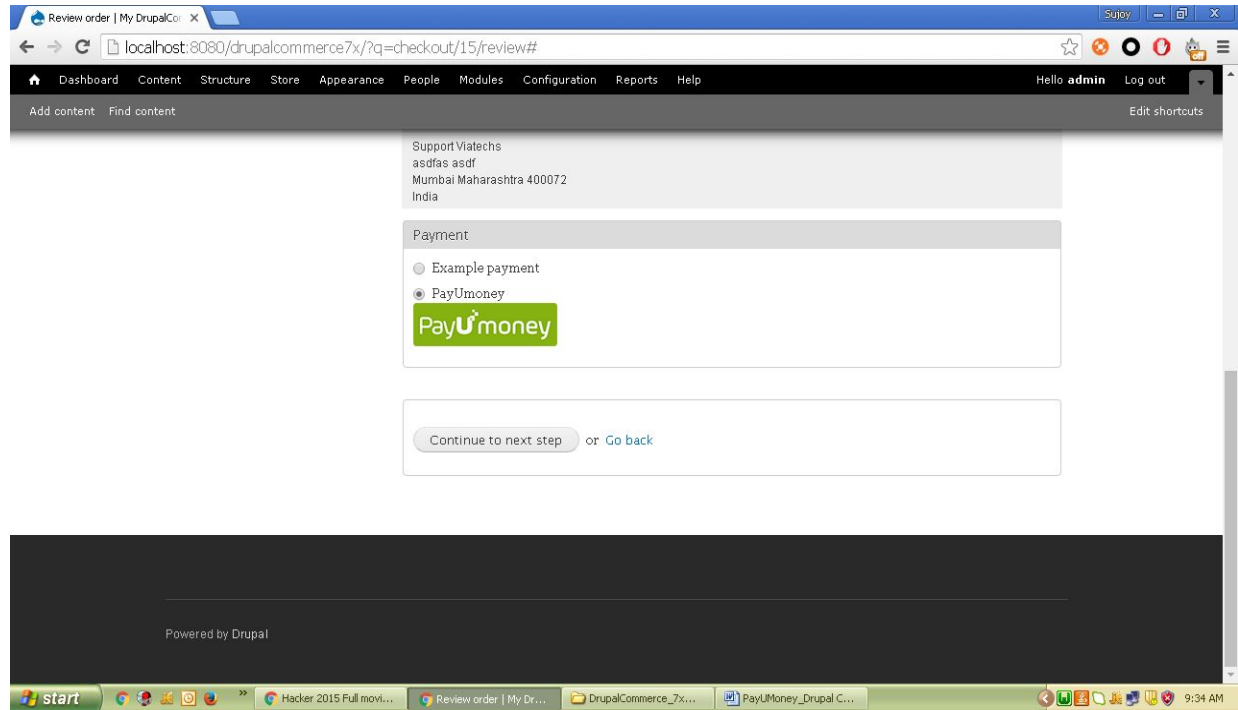 Review order | My DrupalCo
Sujoy
localhost:8080/drupalcommerce7x/?q=checkout/15/review#
Dashboard Content Structure Store Appearance People Modules Configuration Reports Help Hello admin Log out
Add content Find content Edit shortcuts
Support Viatechs
asdfas asdf
Mumbai Maharashtra 400072
India
Payment
Example payment
PayUmoney
PayUmoney
Continue to next step or Go back
Powered by Drupal
start Hacker 2015 Full movi... Review order | My Dr... DrupalCommerce_7x... PayUMoney_Drupal C... 9:34 AM